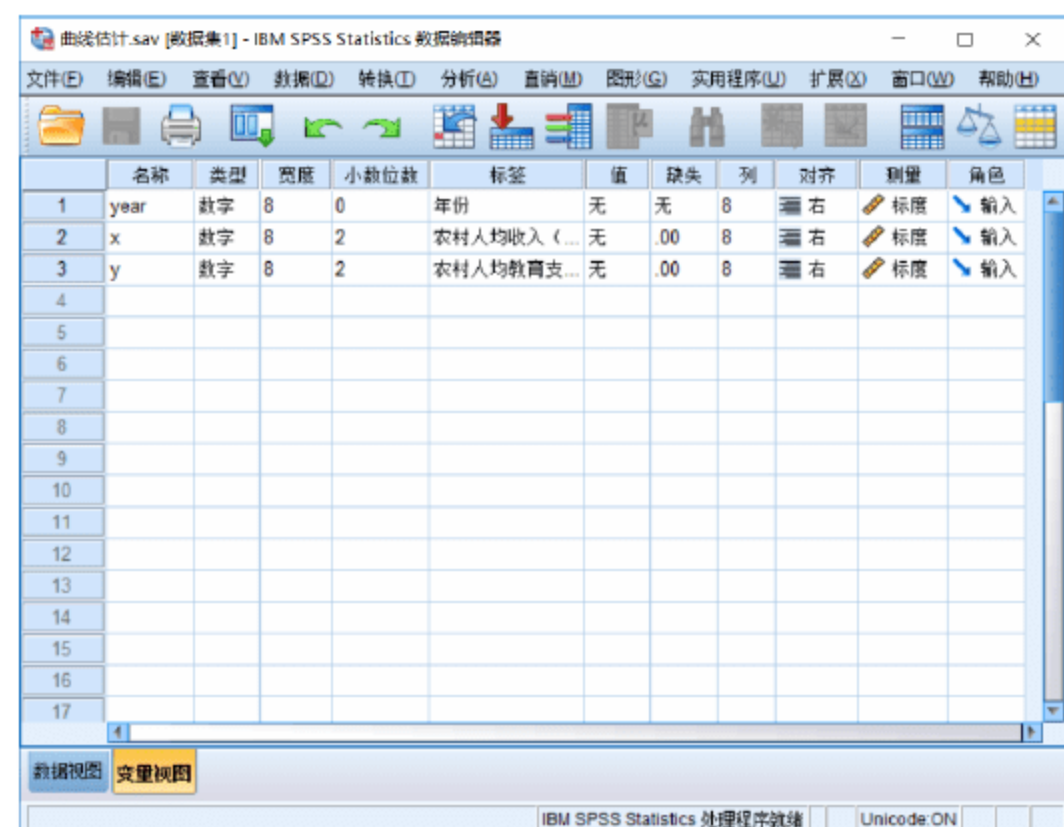 曲线估计.sav [数据集1] - IBM SPSS Statistics 数据编辑器
文件(F) 编辑(E) 查看(V) 数据(D) 转换(T) 分析(A) 直销(M) 图形(G) 实用程序(U) 扩展(X) 窗口(W) 帮助(H)
名称 类型 宽度 小数位数 标签 值 缺失 列 对齐 测量 角色
1 year 数字 8 0 年份 无 无 8 右 标度 输入
2 x 数字 8 2 农村人均收入（... 无 .00 8 右 标度 输入
3 y 数字 8 2 农村人均教育支... 无 .00 8 右 标度 输入
4
5
6
7
8
9
10
11
12
13
14
15
16
17
数据视图 变量视图
IBM SPSS Statistics 处理程序就绪 Unicode:ON